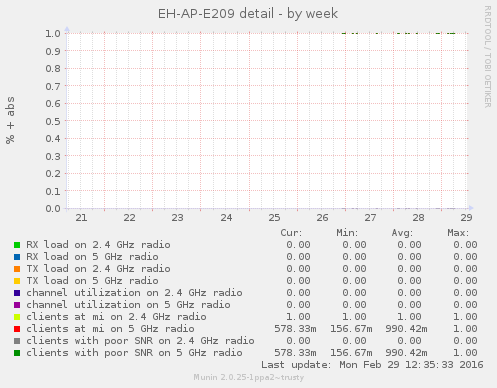 EH-AP-E209 detail - by week
RRDTOOL / TOBI OETIKER
% + abs
1.0
0.9
0.8
0.7
0.6
0.5
0.4
0.3
0.2
0.1
0.0
21 22 23 24 25 26 27 28 29
Cur: Min: Avg: Max:
RX load on 2.4 GHz radio 0.00 0.00 0.00 0.00
RX load on 5 GHz radio 0.00 0.00 0.00 0.00
TX load on 2.4 GHz radio 0.00 0.00 0.00 0.00
TX load on 5 GHz radio 0.00 0.00 0.00 0.00
channel utilization on 2.4 GHz radio 0.00 0.00 0.00 0.00
channel utilization on 5 GHz radio 0.00 0.00 0.00 0.00
clients at mi on 2.4 GHz radio 1.00 1.00 1.00 1.00
clients at mi on 5 GHz radio 578.33m 156.67m 990.42m 1.00
clients with poor SNR on 2.4 GHz radio 0.00 0.00 0.00 0.00
clients with poor SNR on 5 GHz radio 578.33m 156.67m 990.42m 1.00
Last update: Mon Feb 29 12:35:33 2016
Munin 2.0.25-1ppa2~trusty